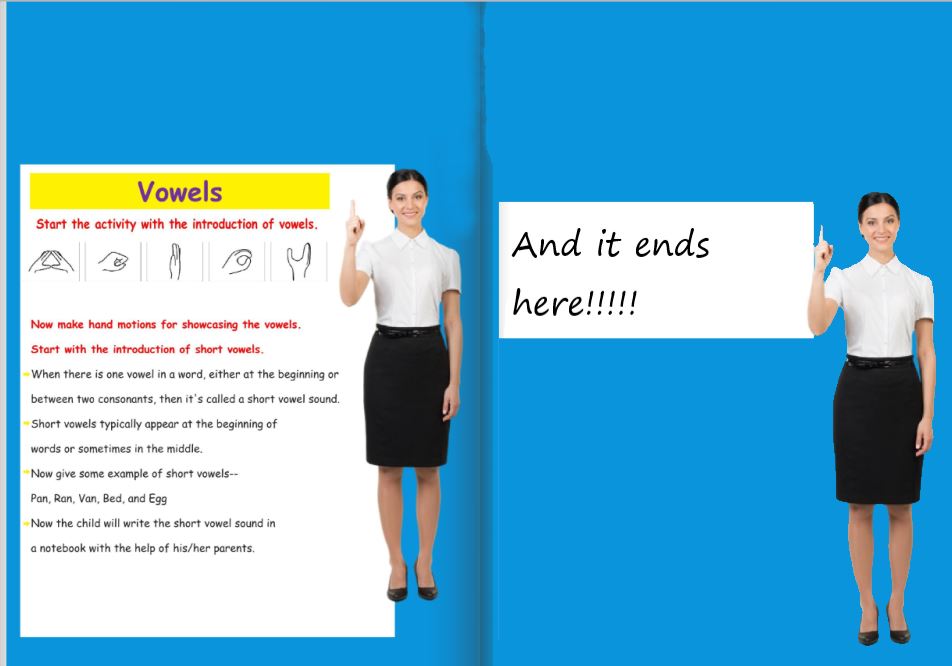 Vowels
Start the activity with the introduction of vowels.
Now make hand motions for showcasing the vowels.
Start with the introduction of short vowels.
When there is one vowel in a word, either at the beginning or
between two consonants, then it's called a short vowel sound.
Short vowels typically appear at the beginning of
words or sometimes in the middle.
Now give some example of short vowels--
Pan, Ran, Van, Bed, and Egg
Now the child will write the short vowel sound in
a notebook with the help of his/her parents.
And it ends
here!!!!!